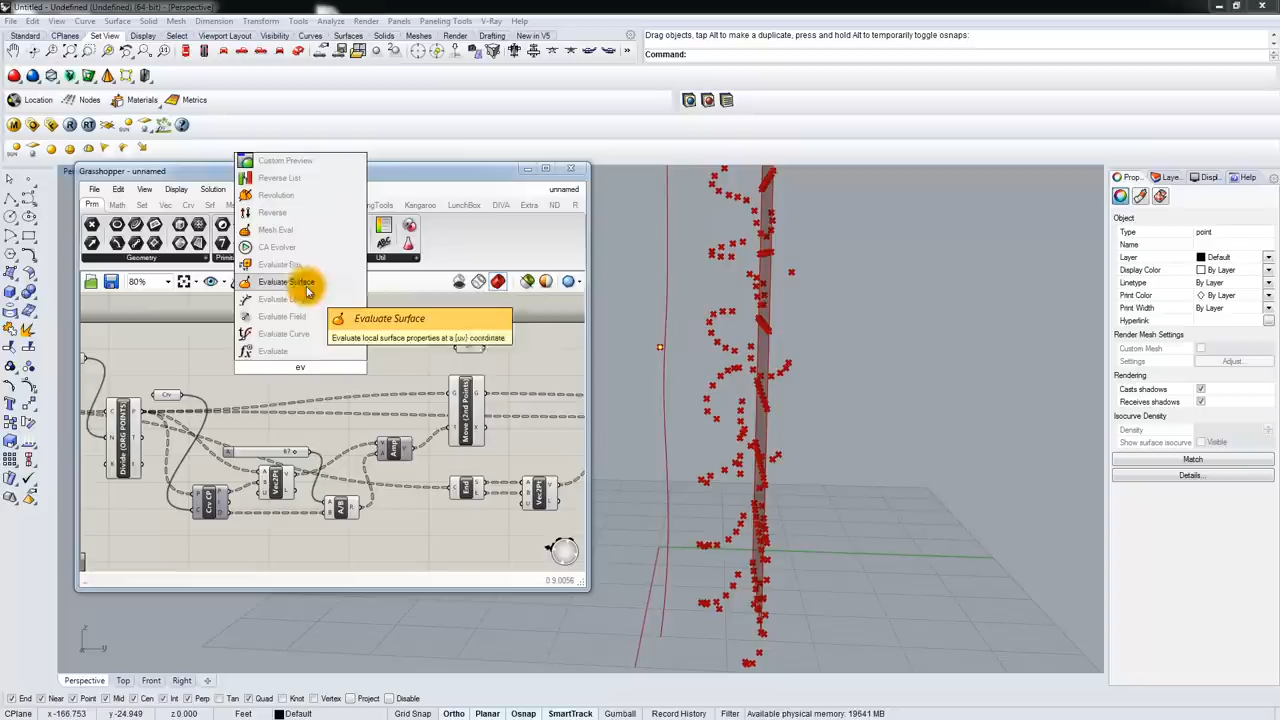 Untitled - Undefined (Undefined) (64-bit) - [Perspective]
File Edit View Curve Surface Solid Mesh Dimension Transform Tools Analyze Render Panels Paneling Tools V-Ray Help
Standard CPlanes Set View Display Select Viewport Layout Visibility Curves Surfaces Solids Meshes Render Drafting New in V5
Drag objects, tap Alt to make a duplicate, press and hold Alt to temporarily toggle osnaps:
Command:
Location Nodes Materials Metrics
Grasshopper - unnamed
File Edit View Display Solution
unnamed
Prm Math Set Vec Crv Srf
Kangaroo LunchBox DIVA Extra ND R
Geometry
Util
80%
Custom Preview
Reverse List
Revolution
Reverse
Mesh Eval
CA Evolver
Evaluate Surface
Evaluate Field
Evaluate Curve
Evaluate
ev
Evaluate Surface
Evaluate local surface properties at a {uv} coordinate.
Divide (ORG POINTS)
Crv
Crv CP
Vec2Pt
A/B
Amp
Move (2nd Points)
End
Vec2Pt
0.9.0056
Prop... Laye... Displ... Help
Object
Type point
Name
Layer Default
Display Color By Layer
Linetype By Layer
Print Color By Layer
Print Width By Layer
Hyperlink
Render Mesh Settings
Custom Mesh
Settings Adjust...
Rendering
Casts shadows
Receives shadows
Isocurve Density
Density
Show surface isocurve Visible
Match
Details...
z
y
Perspective Top Front Right
End Near Point Mid Cen Int Perp Tan Quad Knot Vertex Project Disable
CPlane x -166.753 y -24.949 z 0.000 Feet Default Grid Snap Ortho Planar Osnap SmartTrack Gumball Record History Filter Available physical memory: 19641 MB